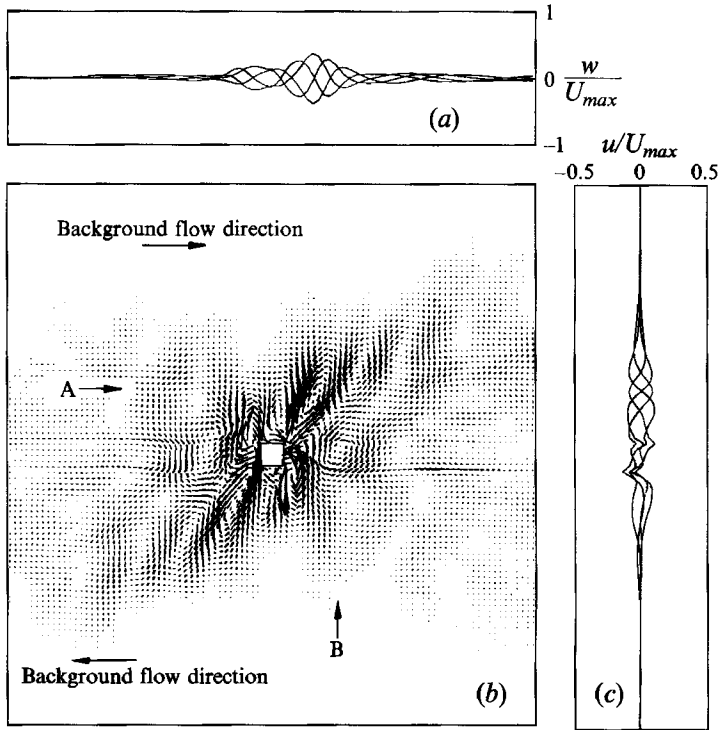 1
0
w
U_max
(a)
−1
u/U_max
−0.5
0
0.5
Background flow direction
A
B
Background flow direction
(b)
(c)